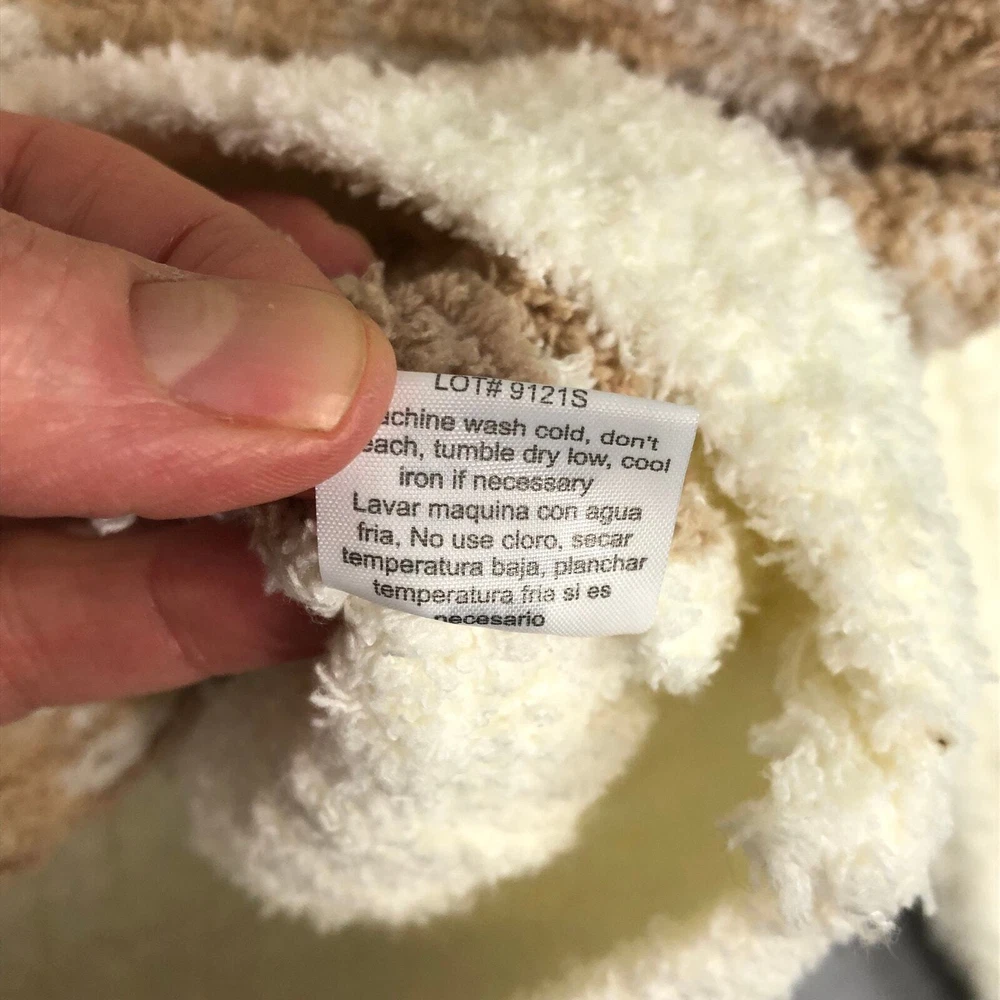 LOT# 9121S
achine wash cold, don't
each, tumble dry low, cool
iron if necessary
Lavar maquina con agua
fria, No use cloro, secar
temperatura baja, planchar
temperatura fria si es
necesario